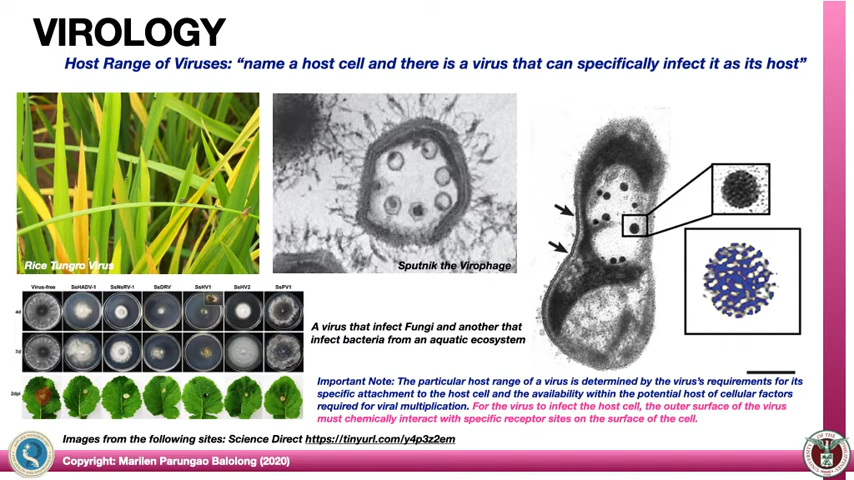 VIROLOGY
Host Range of Viruses: “name a host cell and there is a virus that can specifically infect it as its host”
Rice Tungro Virus
Sputnik the Virophage
Virus-free SsHADV-1 SsNsRV-1 SsDRV SsHV1 SsHV2 SsPV1
4d
7d
2dpi
A virus that infect Fungi and another that
infect bacteria from an aquatic ecosystem
Important Note: The particular host range of a virus is determined by the virus’s requirements for its
specific attachment to the host cell and the availability within the potential host of cellular factors
required for viral multiplication. For the virus to infect the host cell, the outer surface of the virus
must chemically interact with specific receptor sites on the surface of the cell.
Images from the following sites: Science Direct https://tinyurl.com/y4p3z2em
Copyright: Marilen Parungao Balolong (2020)